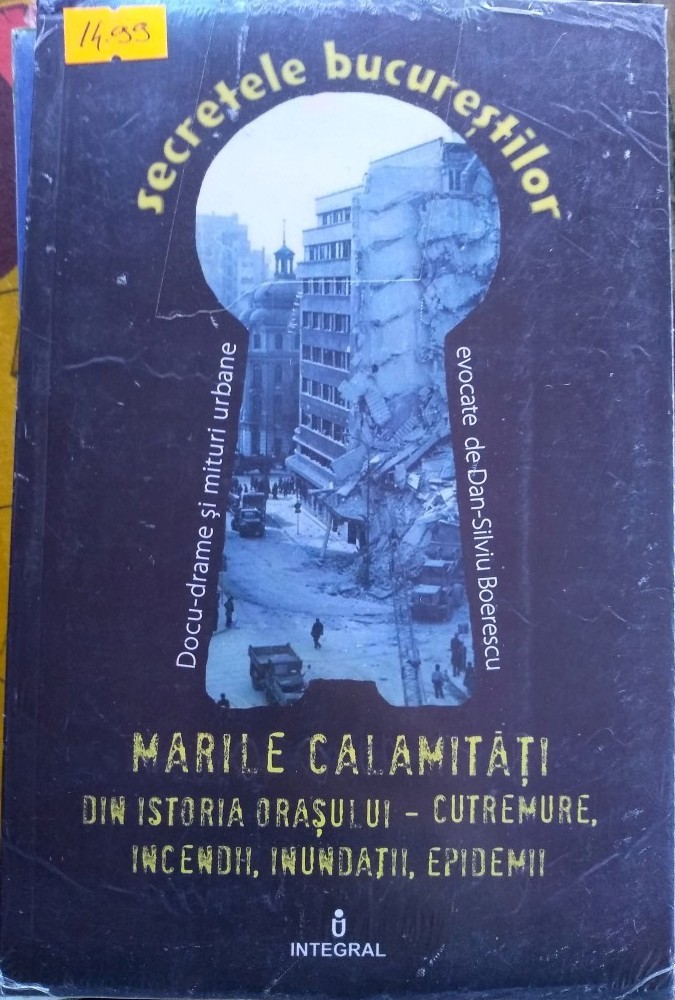 14.99
secretele bucureștilor
Docu-drame și mituri urbane
evocate de Dan-Silviu Boerescu
MARILE CALAMITĂȚI
DIN ISTORIA ORAȘULUI – CUTREMURE,
INCENDII, INUNDAȚII, EPIDEMII
INTEGRAL